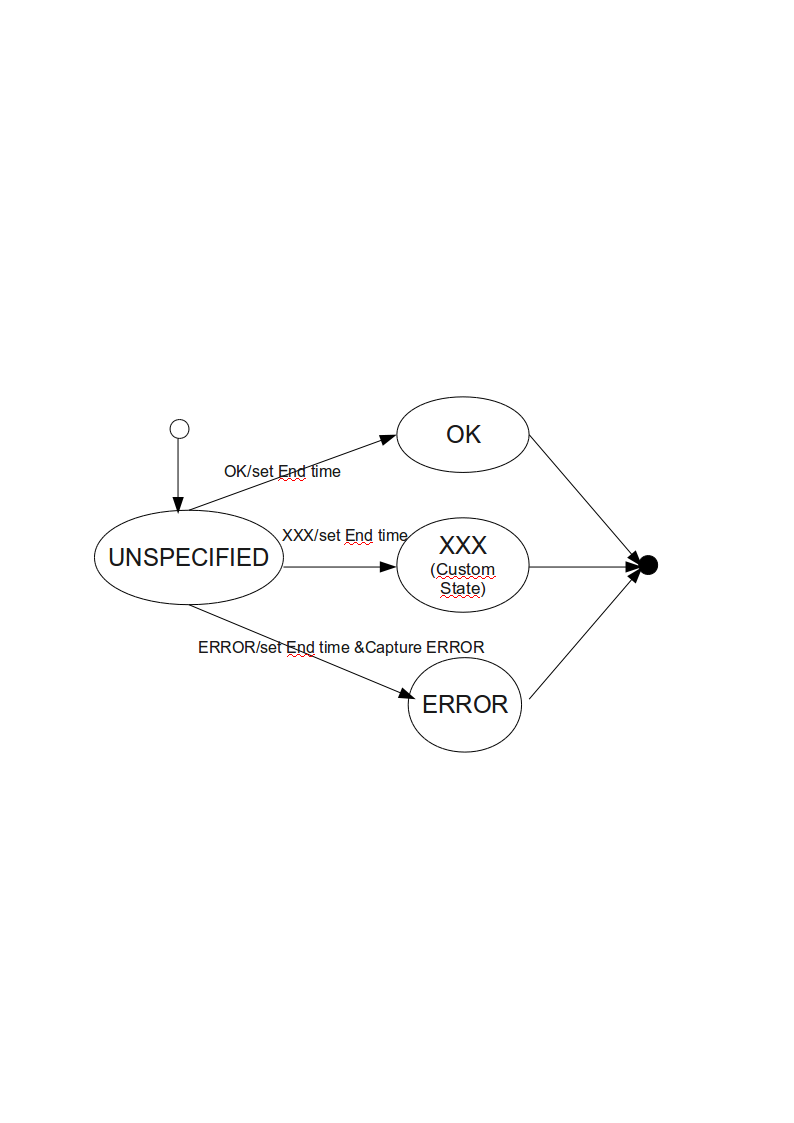 OK
OK/set End time
XXX/set End time
XXX
UNSPECIFIED
(Custom
State)
ERROR/set End time &Capture ERROR
ERROR